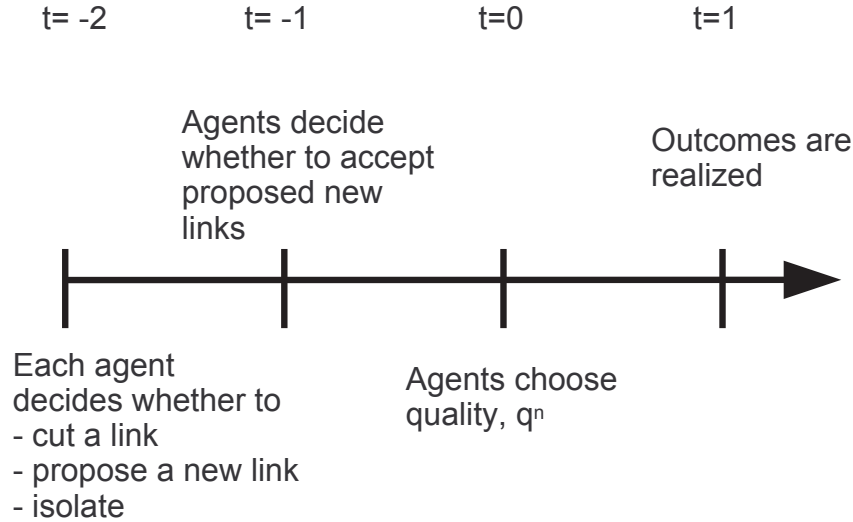 t= -2
t= -1
t=0
t=1
Agents decide
whether to accept
proposed new
links
Outcomes are
realized
Each agent
decides whether to
- cut a link
- propose a new link
- isolate
Agents choose
quality, qⁿ